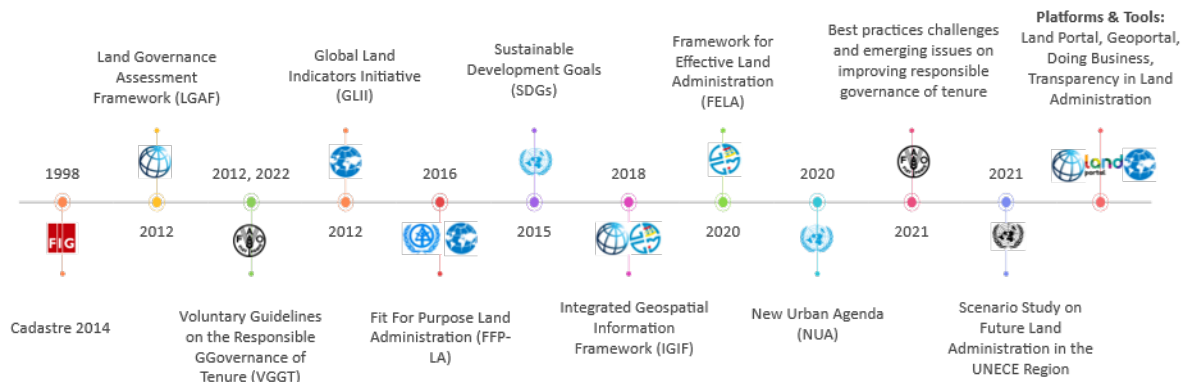 Land Governance
Assessment
Framework (LGAF)
Global Land
Indicators Initiative
(GLII)
Sustainable
Development Goals
(SDGs)
Framework for
Effective Land
Administration
(FELA)
Best practices challenges
and emerging issues on
improving responsible
governance of tenure
Platforms & Tools:
Land Portal, Geoportal,
Doing Business,
Transparency in Land
Administration
1998
2012, 2022
2016
2018
2020
2021
land
portal
FIG
2012
FAO
2012
2015
2020
FAO
2021
Cadastre 2014
Voluntary Guidelines
on the Responsible
GGovernance of
Tenure (VGGT)
Fit For Purpose Land
Administration (FFP-
LA)
Integrated Geospatial
Information
Framework (IGIF)
New Urban Agenda
(NUA)
Scenario Study on
Future Land
Administration in the
UNECE Region